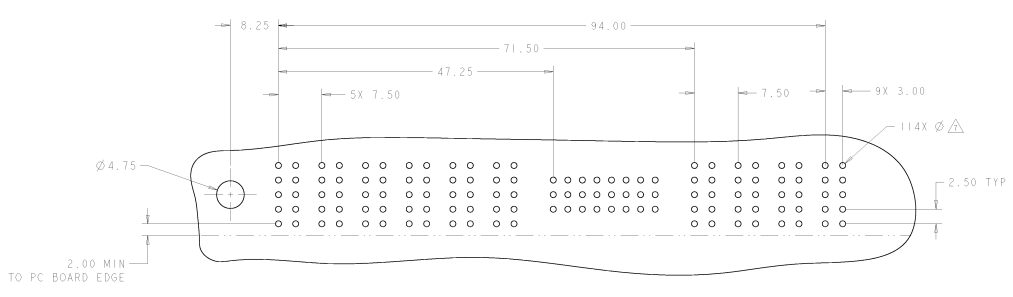 8.25
94.00
71.50
47.25
5X 7.50
7.50
9X 3.00
114X Ø 7
Ø4.75
2.50 TYP
2.00 MIN
TO PC BOARD EDGE